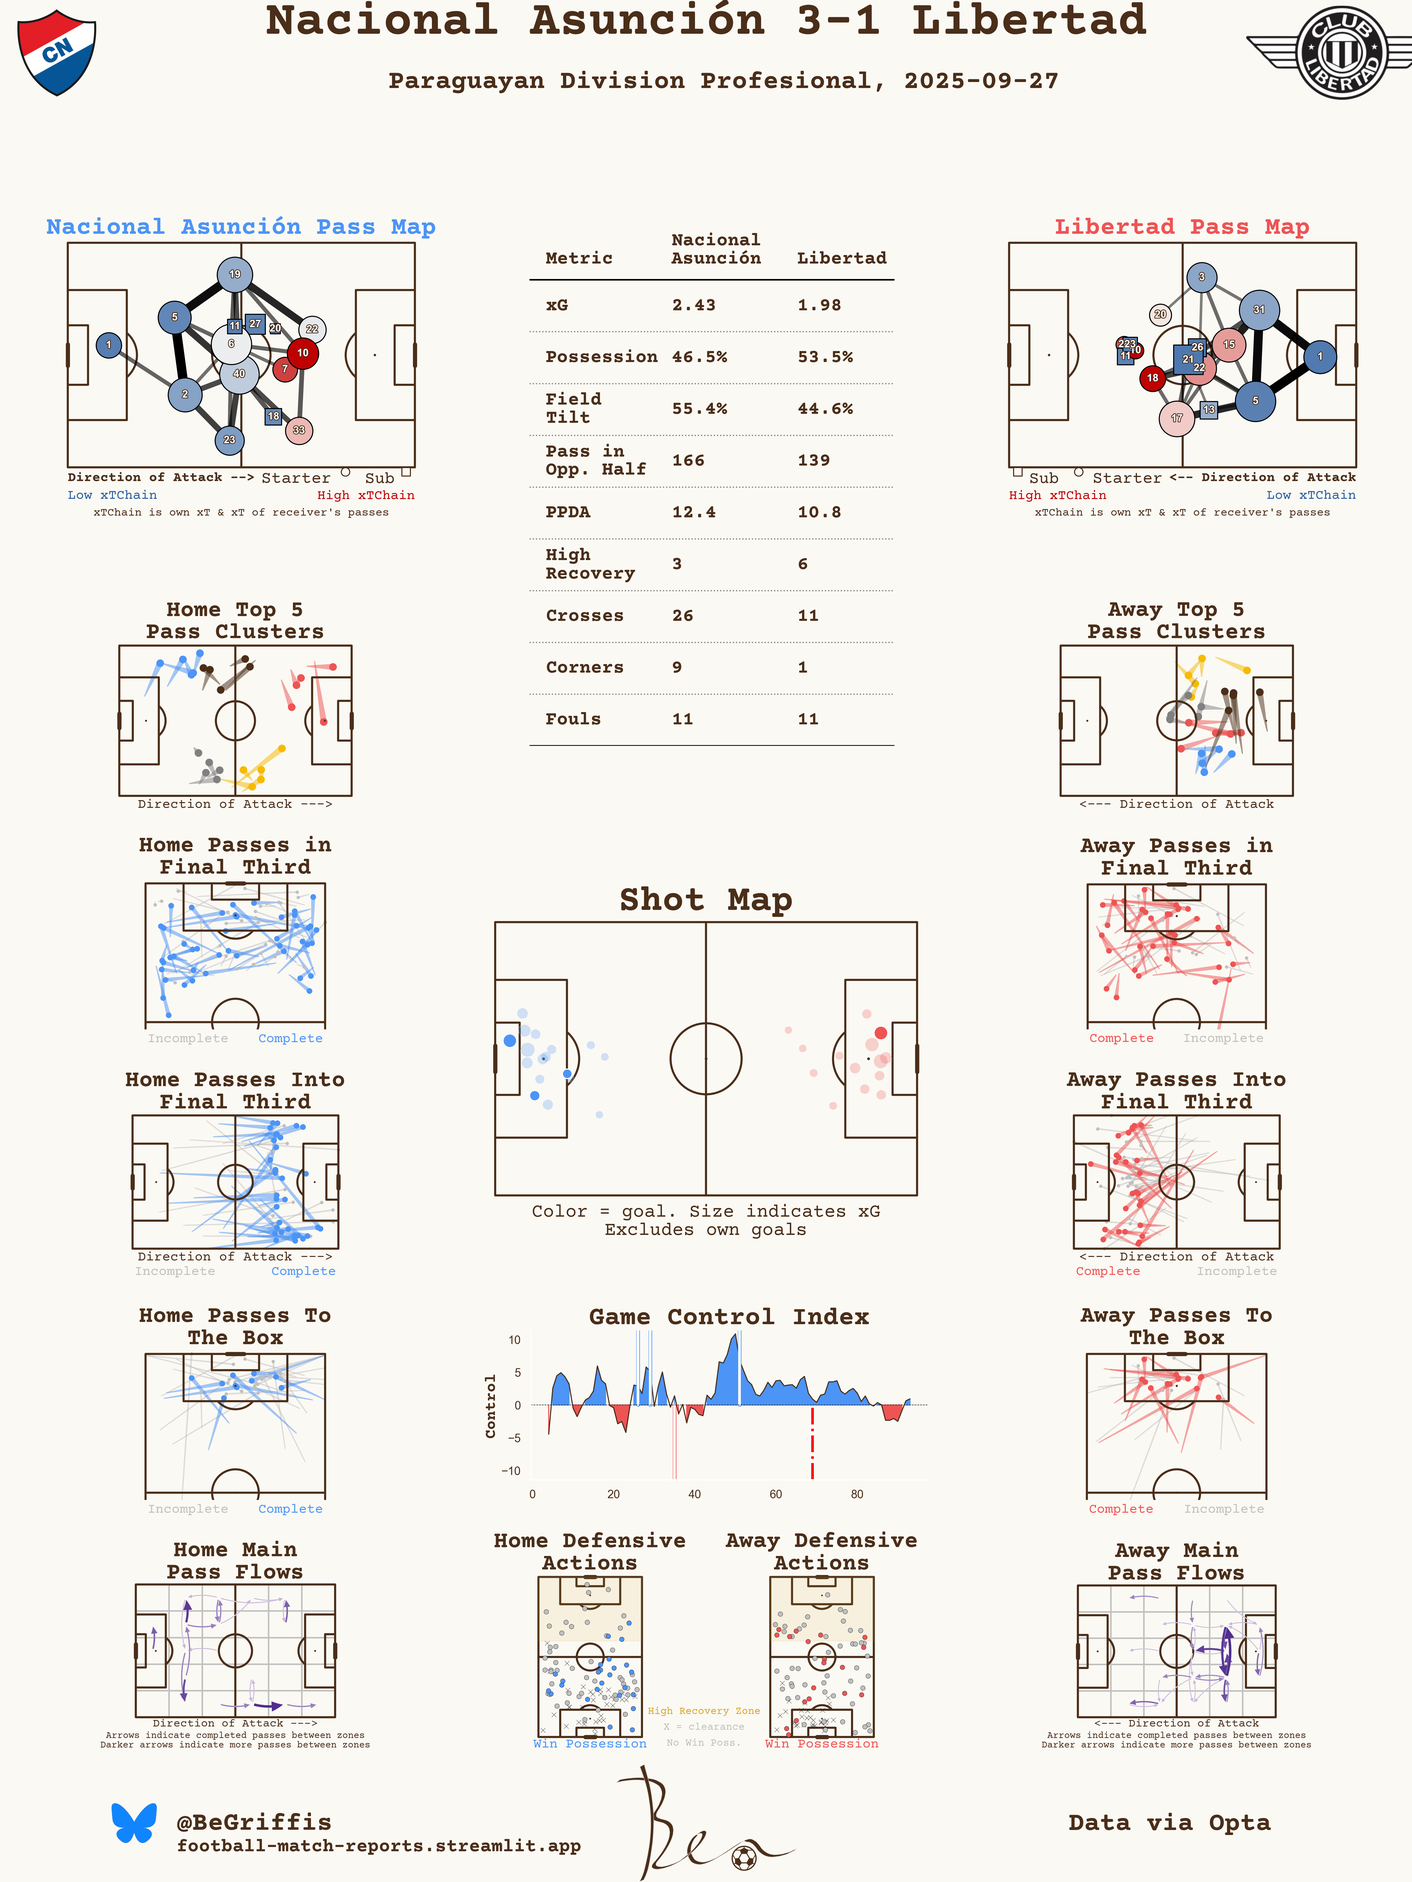 Nacional Asunción 3-1 Libertad
Paraguayan Division Profesional, 2025-09-27
CN
CLUB LIBERTAD
Nacional Asunción Pass Map
19
5
11
27
20
22
1
6
10
7
40
2
18
33
23
Direction of Attack --> Starter Sub
Low xTChain High xTChain
xTChain is own xT & xT of receiver's passes
Metric Nacional Asunción Libertad
xG 2.43 1.98
Possession 46.5% 53.5%
Field Tilt 55.4% 44.6%
Pass in Opp. Half 166 139
PPDA 12.4 10.8
High Recovery 3 6
Crosses 26 11
Corners 9 1
Fouls 11 11
Libertad Pass Map
3
31
20
15
26
1
11
21
22
18
5
13
17
Sub Starter <-- Direction of Attack
High xTChain Low xTChain
xTChain is own xT & xT of receiver's passes
Home Top 5
Pass Clusters
Direction of Attack --->
Away Top 5
Pass Clusters
<--- Direction of Attack
Home Passes in
Final Third
Incomplete Complete
Away Passes in
Final Third
Complete Incomplete
Shot Map
Color = goal. Size indicates xG
Excludes own goals
Home Passes Into
Final Third
Direction of Attack --->
Incomplete Complete
Away Passes Into
Final Third
<--- Direction of Attack
Complete Incomplete
Home Passes To
The Box
Incomplete Complete
Game Control Index
Control
10
5
0
−5
−10
0 20 40 60 80
Away Passes To
The Box
Complete Incomplete
Home Main
Pass Flows
Direction of Attack --->
Arrows indicate completed passes between zones
Darker arrows indicate more passes between zones
Home Defensive
Actions
Win Possession
Away Defensive
Actions
Win Possession
High Recovery Zone
X = clearance
No Win Poss.
Away Main
Pass Flows
<--- Direction of Attack
Arrows indicate completed passes between zones
Darker arrows indicate more passes between zones
@BeGriffis
football-match-reports.streamlit.app
Ben
Data via Opta